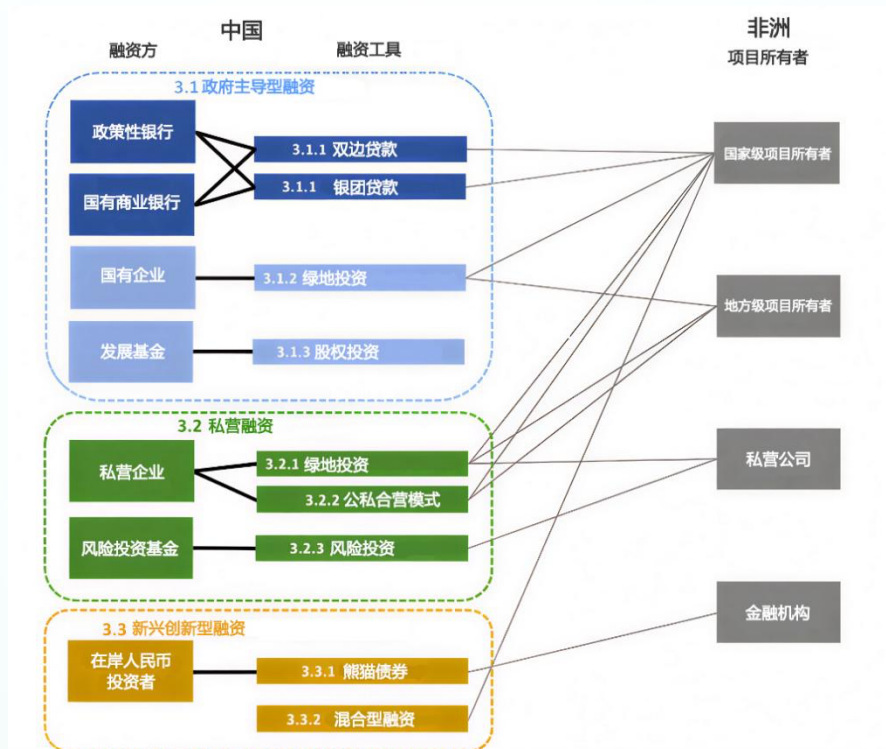 中国
非洲
融资方
融资工具
项目所有者
3.1政府主导型融资
政策性银行
3.1.1 双边贷款
国家级项目所有者
3.1.1 银团贷款
国有商业银行
国有企业
3.1.2 绿地投资
地方级项目所有者
发展基金
3.1.3 股权投资
3.2 私营融资
私营企业
3.2.1 绿地投资
私营公司
3.2.2 公私合营模式
风险投资基金
3.2.3 风险投资
金融机构
3.3 新兴创新型融资
在岸人民币
投资者
3.3.1 熊猫债券
3.3.2 混合型融资